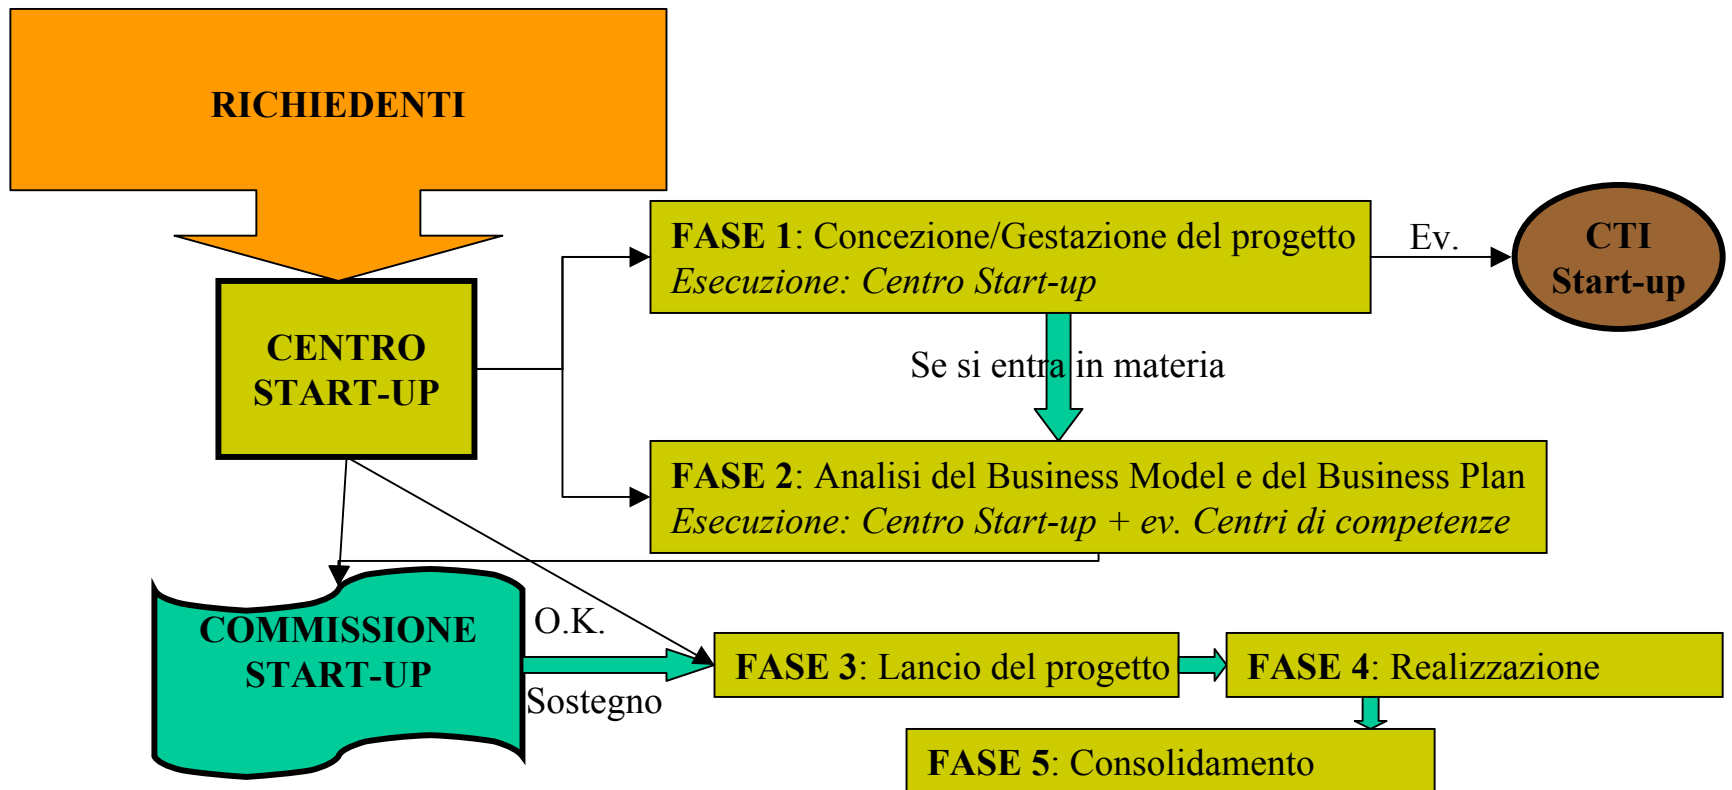 RICHIEDENTI
FASE 1: Concezione/Gestazione del progetto
Esecuzione: Centro Start-up
Ev.
CTI
Start-up
CENTRO
START-UP
Se si entra in materia
FASE 2: Analisi del Business Model e del Business Plan
Esecuzione: Centro Start-up + ev. Centri di competenze
COMMISSIONE
START-UP
O.K.
Sostegno
FASE 3: Lancio del progetto
FASE 4: Realizzazione
FASE 5: Consolidamento